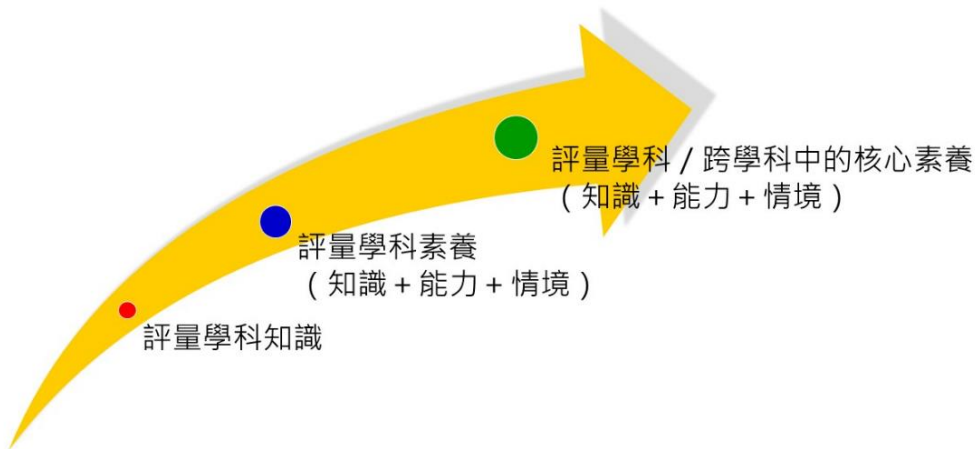 評量學科 / 跨學科中的核心素養
( 知識 + 能力 + 情境 )
評量學科素養
( 知識 + 能力 + 情境 )
評量學科知識